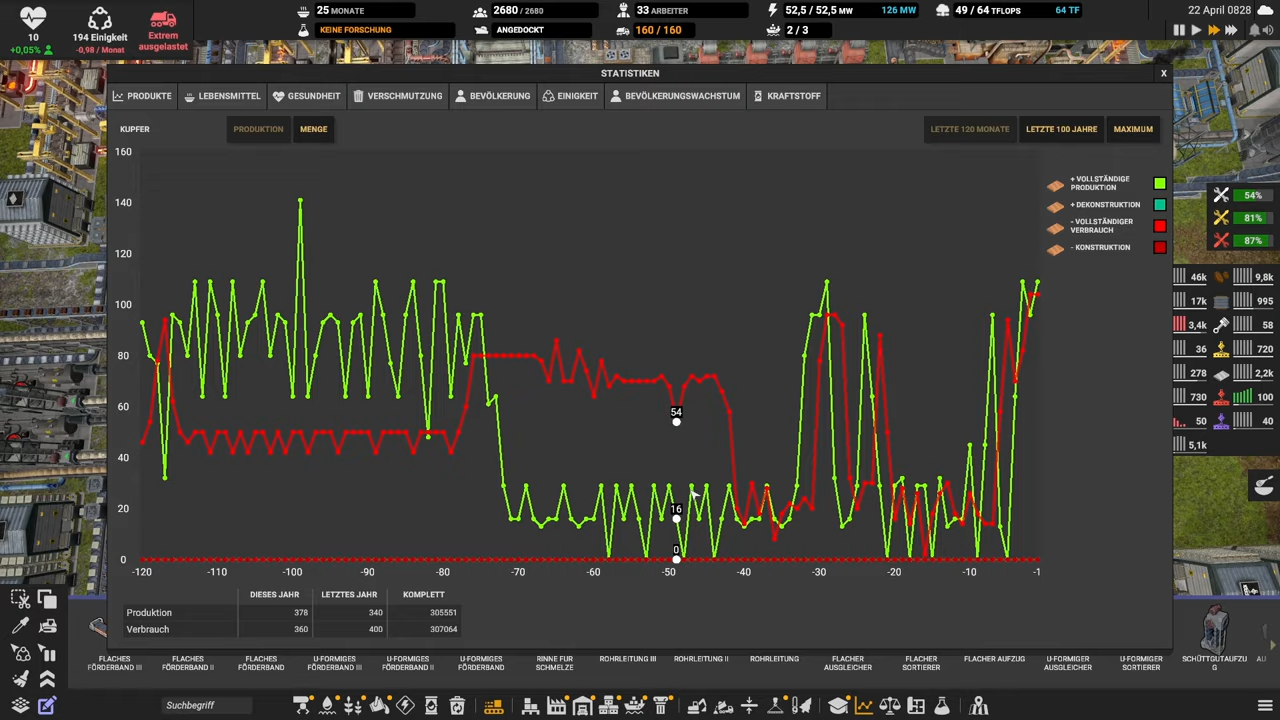 25 MONATE
2680 / 2680
33 ARBEITER
52,5 / 52,5 MW
126 MW
49 / 64 TFLOPS
64 TF
22 April 0828
10
194 Einigkeit
Extrem
ausgelastet
+0,05%
-0,98 / Monat
KEINE FORSCHUNG
ANGEDOCKT
160 / 160
2 / 3
STATISTIKEN
X
PRODUKTE
LEBENSMITTEL
GESUNDHEIT
VERSCHMUTZUNG
BEVÖLKERUNG
EINIGKEIT
BEVÖLKERUNGSWACHSTUM
KRAFTSTOFF
KUPFER
PRODUKTION
MENGE
LETZTE 120 MONATE
LETZTE 100 JAHRE
MAXIMUM
160
140
120
100
80
60
40
20
0
+ VOLLSTÄNDIGE
PRODUKTION
+ DEKONSTRUKTION
- VOLLSTÄNDIGER
VERBRAUCH
- KONSTRUKTION
54
16
0
-120
-110
-100
-90
-80
-70
-60
-50
-40
-30
-20
-10
-1
54%
81%
87%
46k
9,8k
17k
995
3,4k
58
36
720
278
2,2k
730
100
50
40
5,1k
DIESES JAHR
LETZTES JAHR
KOMPLETT
Produktion
378
340
305551
Verbrauch
360
400
307064
FLACHES
FÖRDERBAND III
FLACHES
FÖRDERBAND II
FLACHES
FÖRDERBAND
U-FORMIGES
FÖRDERBAND III
U-FORMIGES
FÖRDERBAND II
U-FORMIGES
FÖRDERBAND
RINNE FUR
SCHMELZE
ROHRLEITUNG III
ROHRLEITUNG II
ROHRLEITUNG
FLACHER
AUSGLEICHER
FLACHER
SORTIERER
FLACHER AUFZUG
U-FORMIGER
AUSGLEICHER
U-FORMIGER
SORTIERER
SCHÜTTGUTAUFZU
G
Suchbegriff